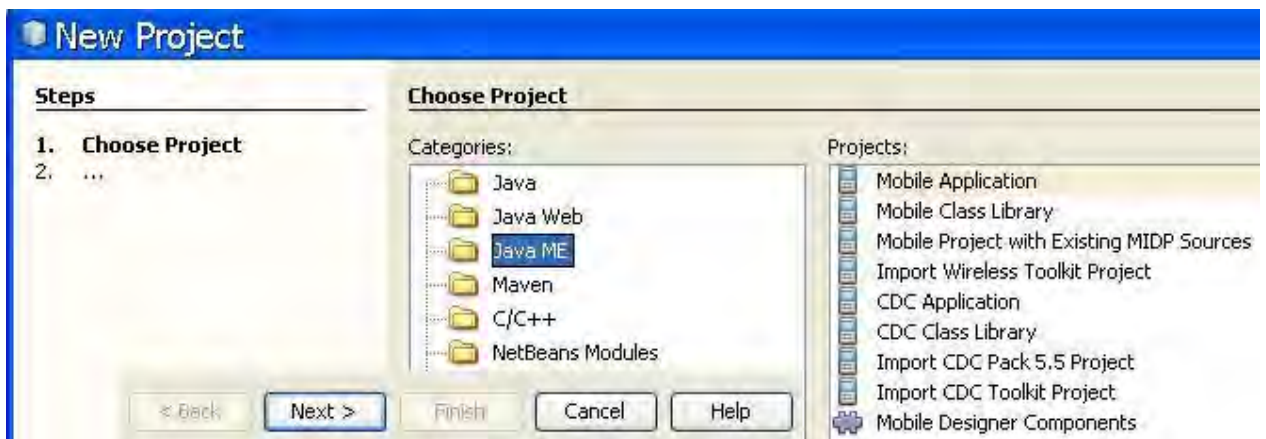 New Project
Steps
1. Choose Project
2. ...
Choose Project
Categories:
Java
Java Web
Java ME
Maven
C/C++
NetBeans Modules
Projects:
Mobile Application
Mobile Class Library
Mobile Project with Existing MIDP Sources
Import Wireless Toolkit Project
CDC Application
CDC Class Library
Import CDC Pack 5.5 Project
Import CDC Toolkit Project
Mobile Designer Components
< Back
Next >
Finish
Cancel
Help